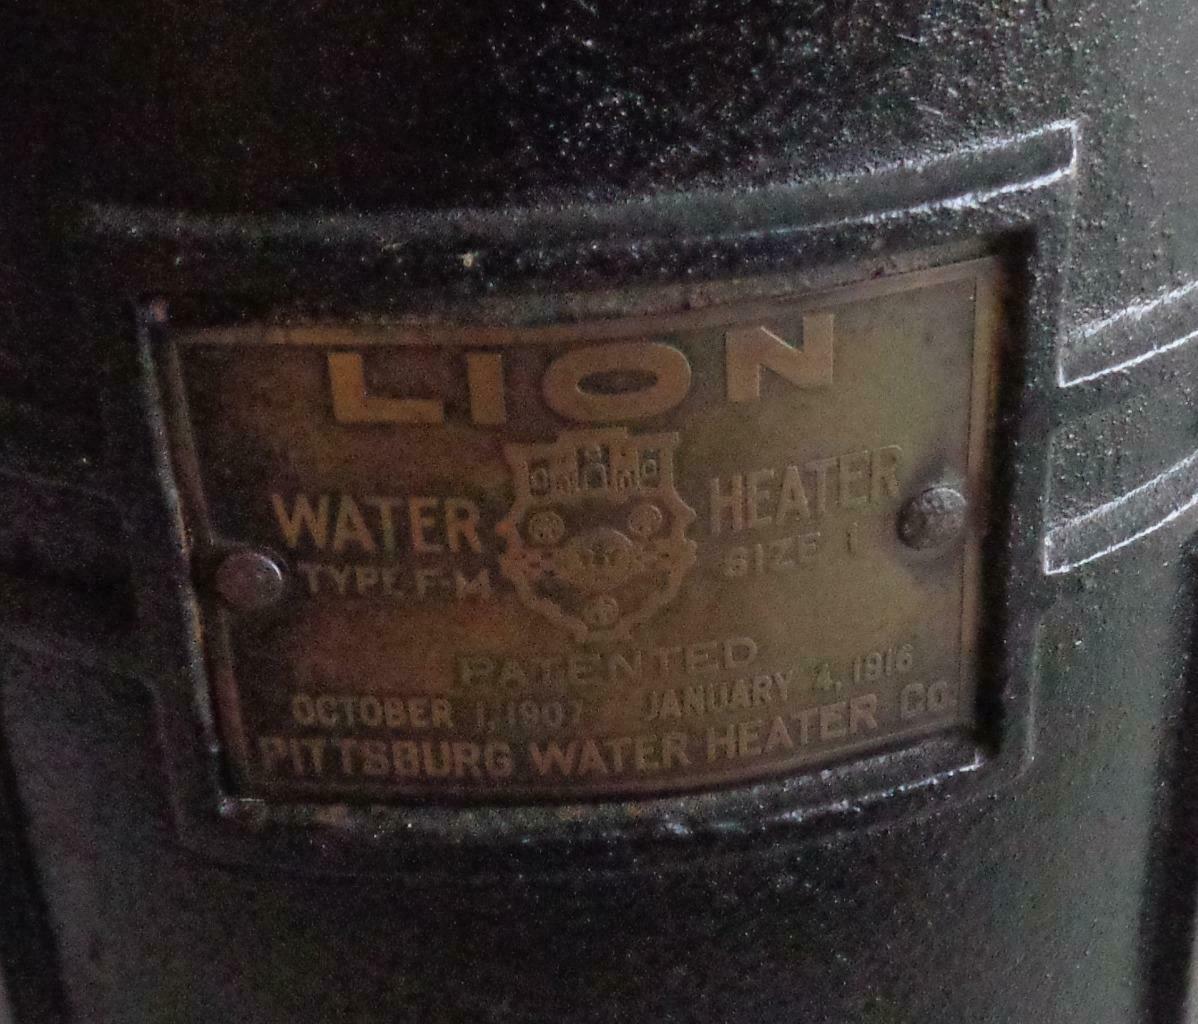 LION
WATER HEATER
TYPE F-M SIZE 1
PATENTED
OCTOBER 1, 1907 JANUARY 4, 1916
PITTSBURG WATER HEATER CO